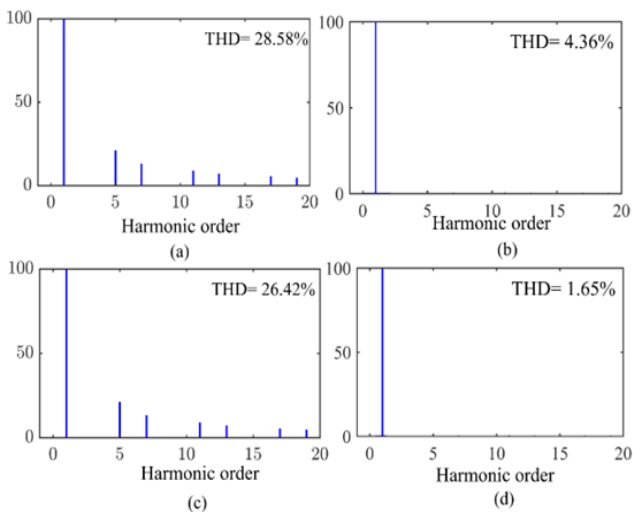 100
THD= 28.58%
50
0
0 5 10 15 20
Harmonic order
(a)
100
THD= 4.36%
50
0
0 5 10 15 20
Harmonic order
(b)
100
THD= 26.42%
50
0
0 5 10 15 20
Harmonic order
(c)
100
THD= 1.65%
50
0
0 5 10 15 20
Harmonic order
(d)